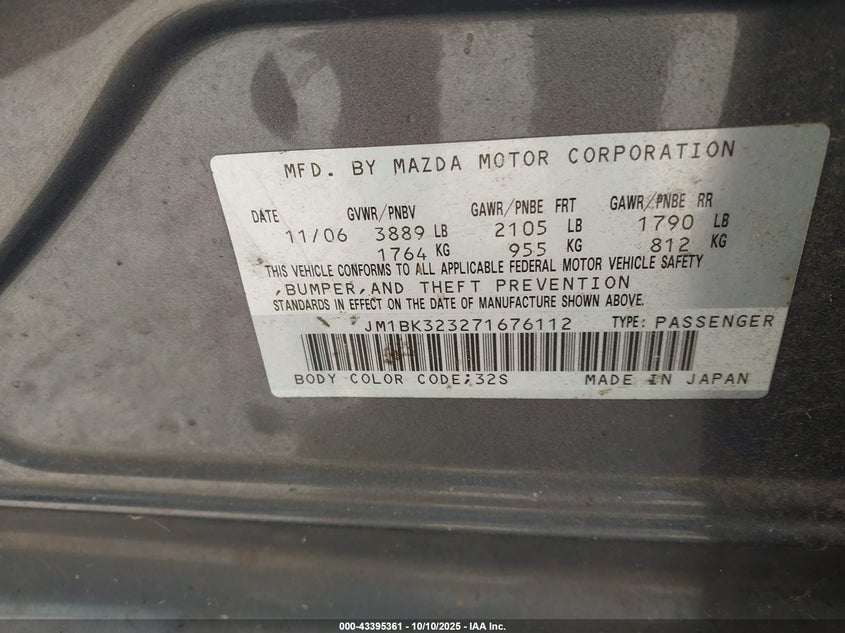 MFD. BY MAZDA MOTOR CORPORATION
DATE GVWR/PNBV GAWR/PNBE FRT GAWR/PNBE RR
11/06 3889 LB 2105 LB 1790 LB
1764 KG 955 KG 812 KG
THIS VEHICLE CONFORMS TO ALL APPLICABLE FEDERAL MOTOR VEHICLE SAFETY
,BUMPER,AND THEFT PREVENTION
STANDARDS IN EFFECT ON THE DATE OF MANUFACTURE SHOWN ABOVE.
JM1BK323271676112 TYPE: PASSENGER
BODY COLOR CODE;32S MADE IN JAPAN
000-43395361 - 10/10/2025 - IAA Inc.